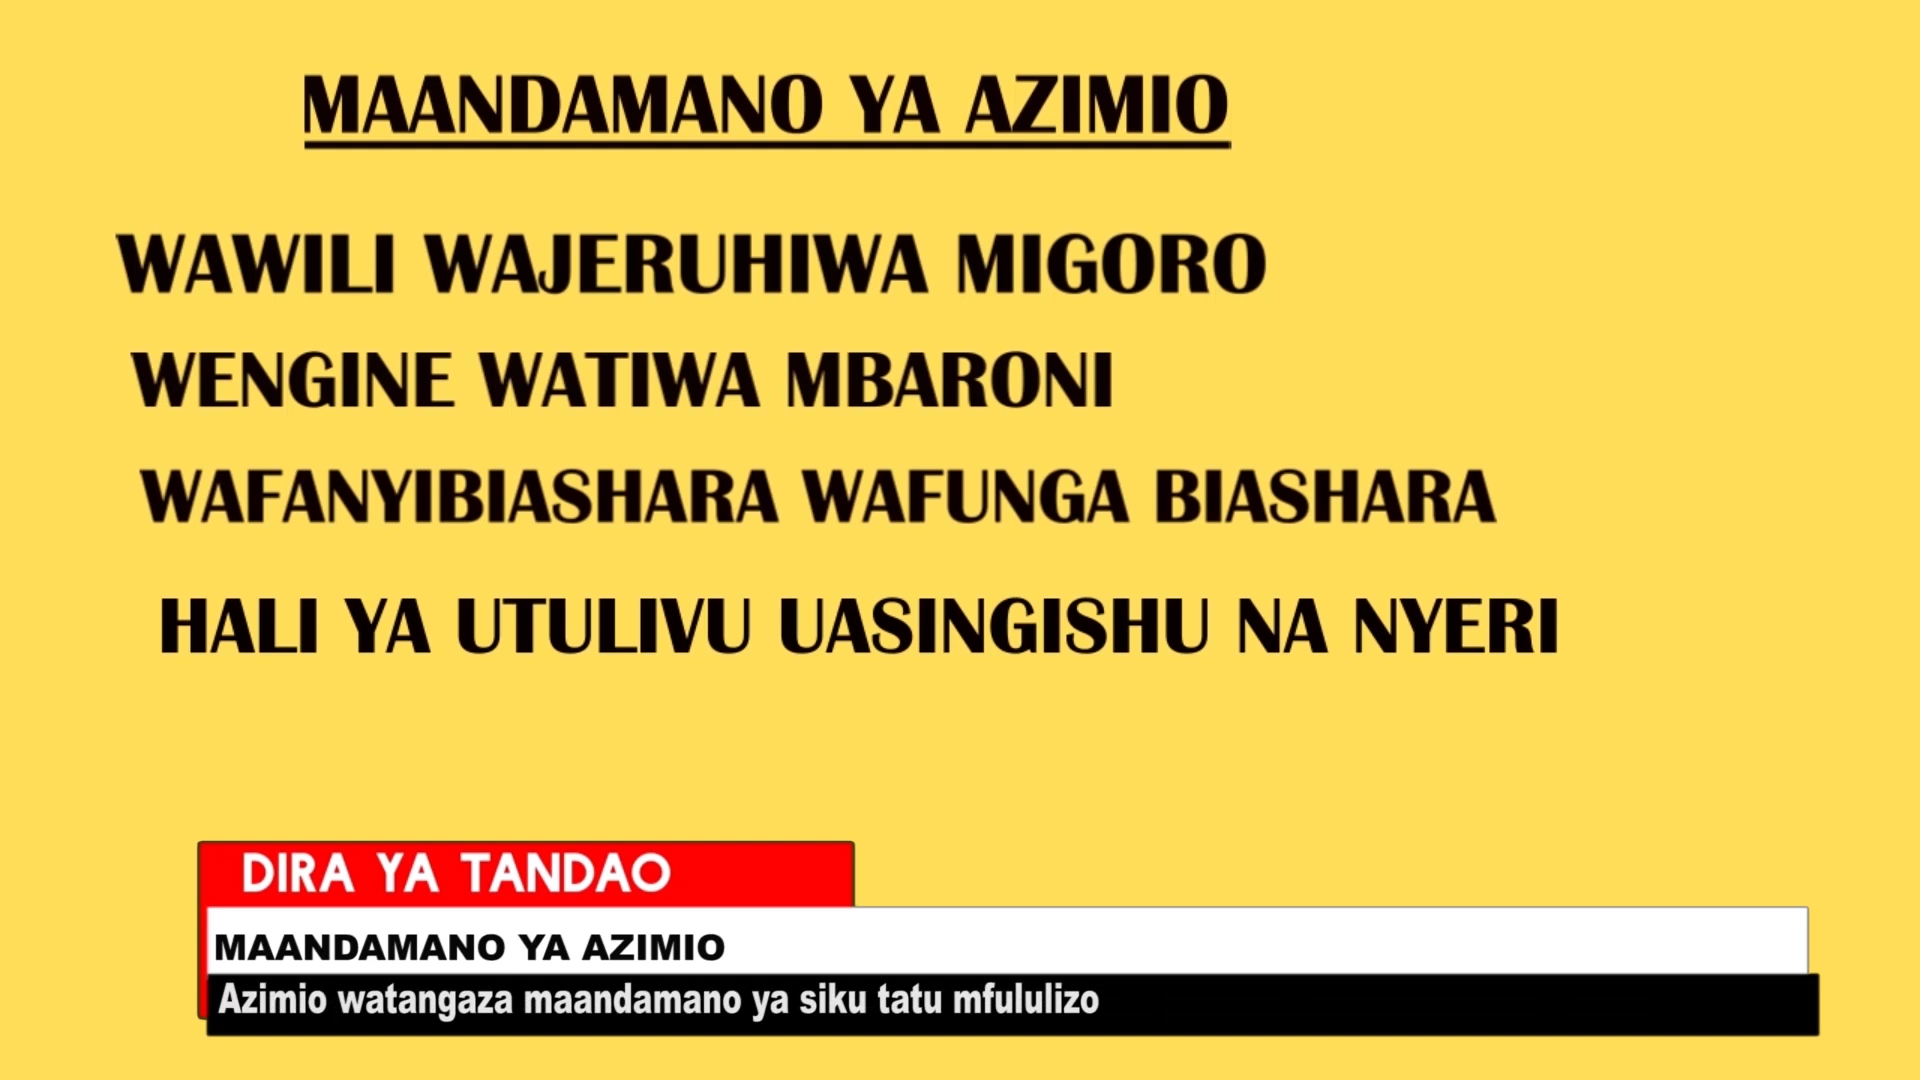 MAANDAMANO YA AZIMIO
WAWILI WAJERUHIWA MIGORO
WENGINE WATIWA MBARONI
WAFANYIBIASHARA WAFUNGA BIASHARA
HALI YA UTULIVU UASINGISHU NA NYERI
DIRA YA TANDAO
MAANDAMANO YA AZIMIO
Azimio watangaza maandamano ya siku tatu mfululizo